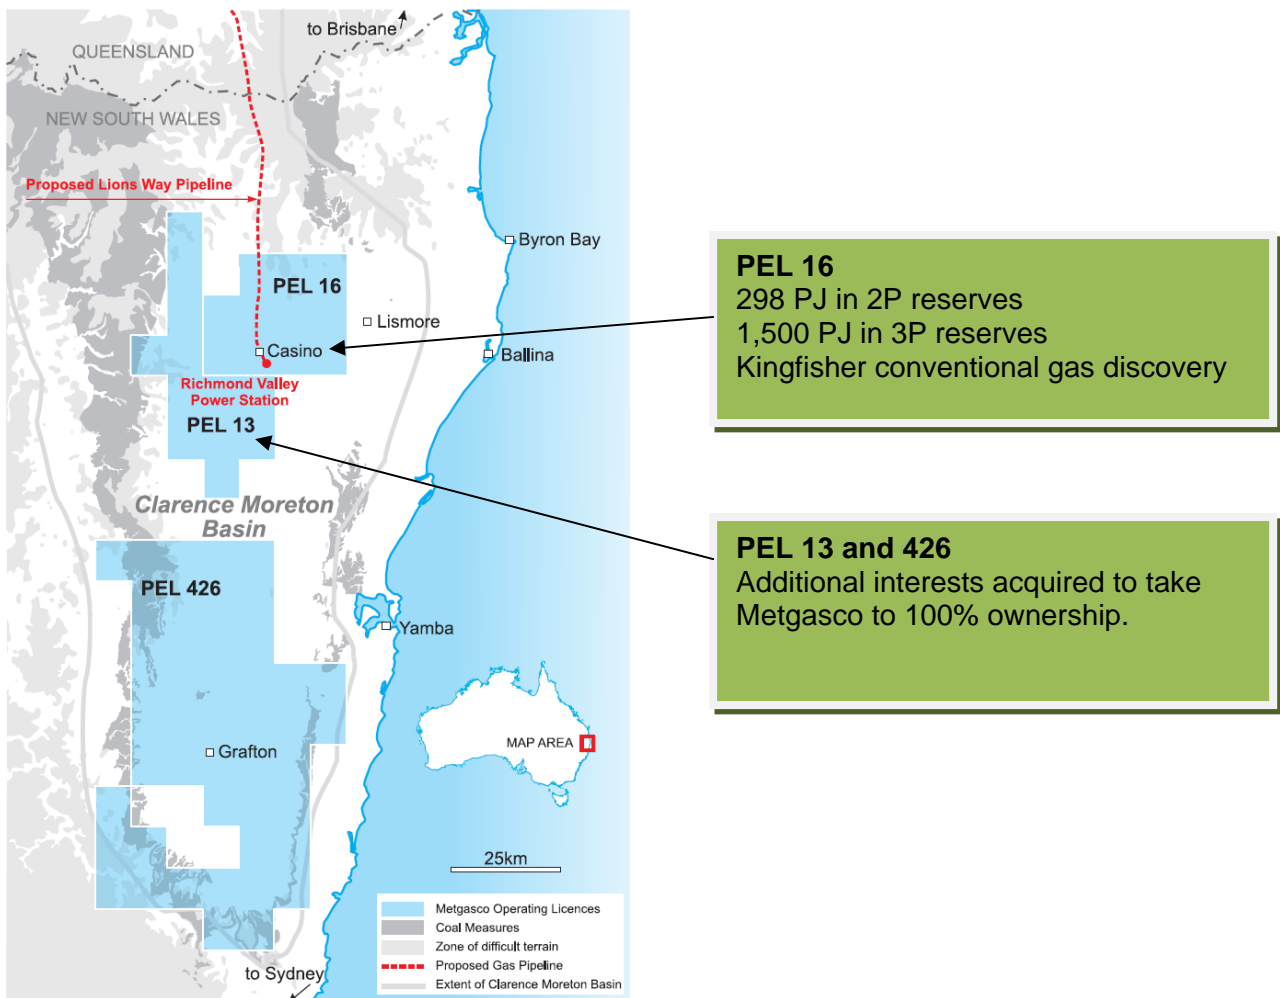 to Brisbane
QUEENSLAND
NEW SOUTH WALES
Proposed Lions Way Pipeline
Byron Bay
PEL 16
Lismore
Casino
Ballina
Richmond Valley
Power Station
PEL 13
Clarence Moreton
Basin
PEL 426
Yamba
Grafton
MAP AREA
25km
Metgasco Operating Licences
Coal Measures
Zone of difficult terrain
Proposed Gas Pipeline
Extent of Clarence Moreton Basin
to Sydney
PEL 16
298 PJ in 2P reserves
1,500 PJ in 3P reserves
Kingfisher conventional gas discovery
PEL 13 and 426
Additional interests acquired to take
Metgasco to 100% ownership.